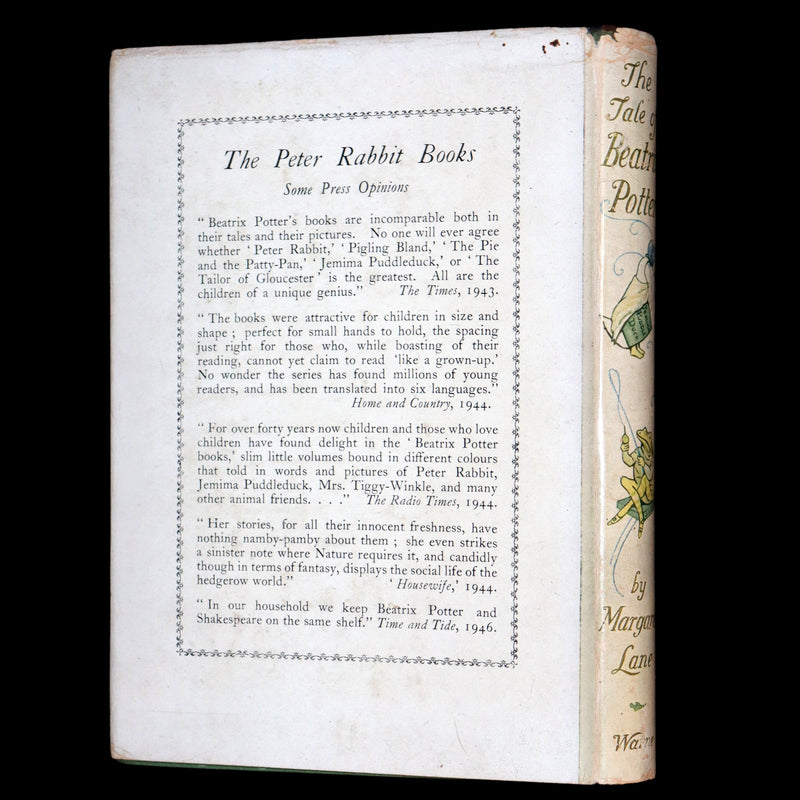 The Peter Rabbit Books
Some Press Opinions
“ Beatrix Potter's books are incomparable both in
their tales and their pictures. No one will ever agree
whether ‘ Peter Rabbit,’ ‘ Pigling Bland,’ ‘ The Pie
and the Patty-Pan,’ ‘ Jemima Puddleduck,’ or ‘ The
Tailor of Gloucester ’ is the greatest. All are the
children of a unique genius.” The Times, 1943.
“ The books were attractive for children in size and
shape ; perfect for small hands to hold, the spacing
just right for those who, while boasting of their
reading, cannot yet claim to read ‘like a grown-up.’
No wonder the series has found millions of young
readers, and has been translated into six languages.”
Home and Country, 1944.
“ For over forty years now children and those who love
children have found delight in the ‘ Beatrix Potter
books,’ slim little volumes bound in different colours
that told in words and pictures of Peter Rabbit,
Jemima Puddleduck, Mrs. Tiggy-Winkle, and many
other animal friends. . . .” The Radio Times, 1944.
“ Her stories, for all their innocent freshness, have
nothing namby-pamby about them ; she even strikes
a sinister note where Nature requires it, and candidly
though in terms of fantasy, displays the social life of the
hedgerow world.” ‘ Housewife,’ 1944.
“ In our household we keep Beatrix Potter and
Shakespeare on the same shelf.” Time and Tide, 1946.
The
Tale of
Beatrix
Potter
by
Margaret
Lane
Warne